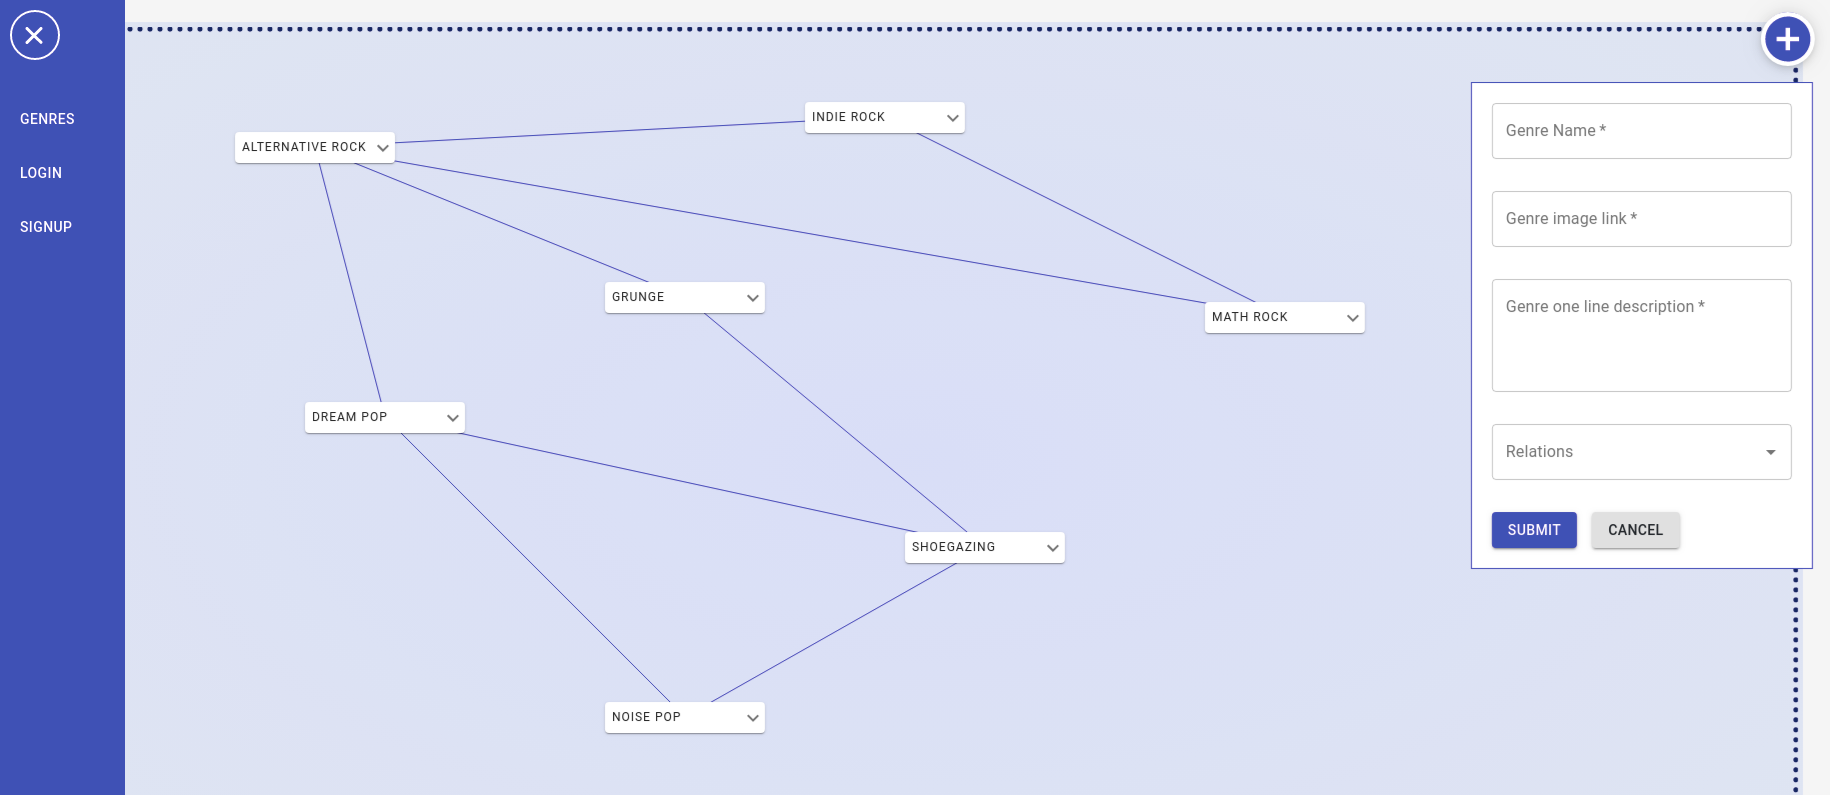 GENRES
LOGIN
SIGNUP
ALTERNATIVE ROCK
INDIE ROCK
GRUNGE
MATH ROCK
DREAM POP
SHOEGAZING
NOISE POP
Genre Name *
Genre image link *
Genre one line description *
Relations
SUBMIT CANCEL